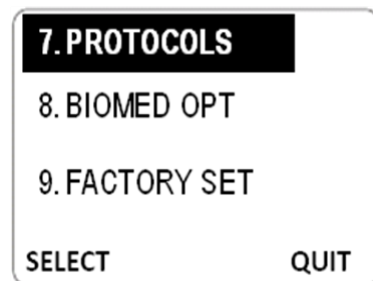 7. PROTOCOLS
8. BIOMED OPT
9. FACTORY SET
SELECT QUIT